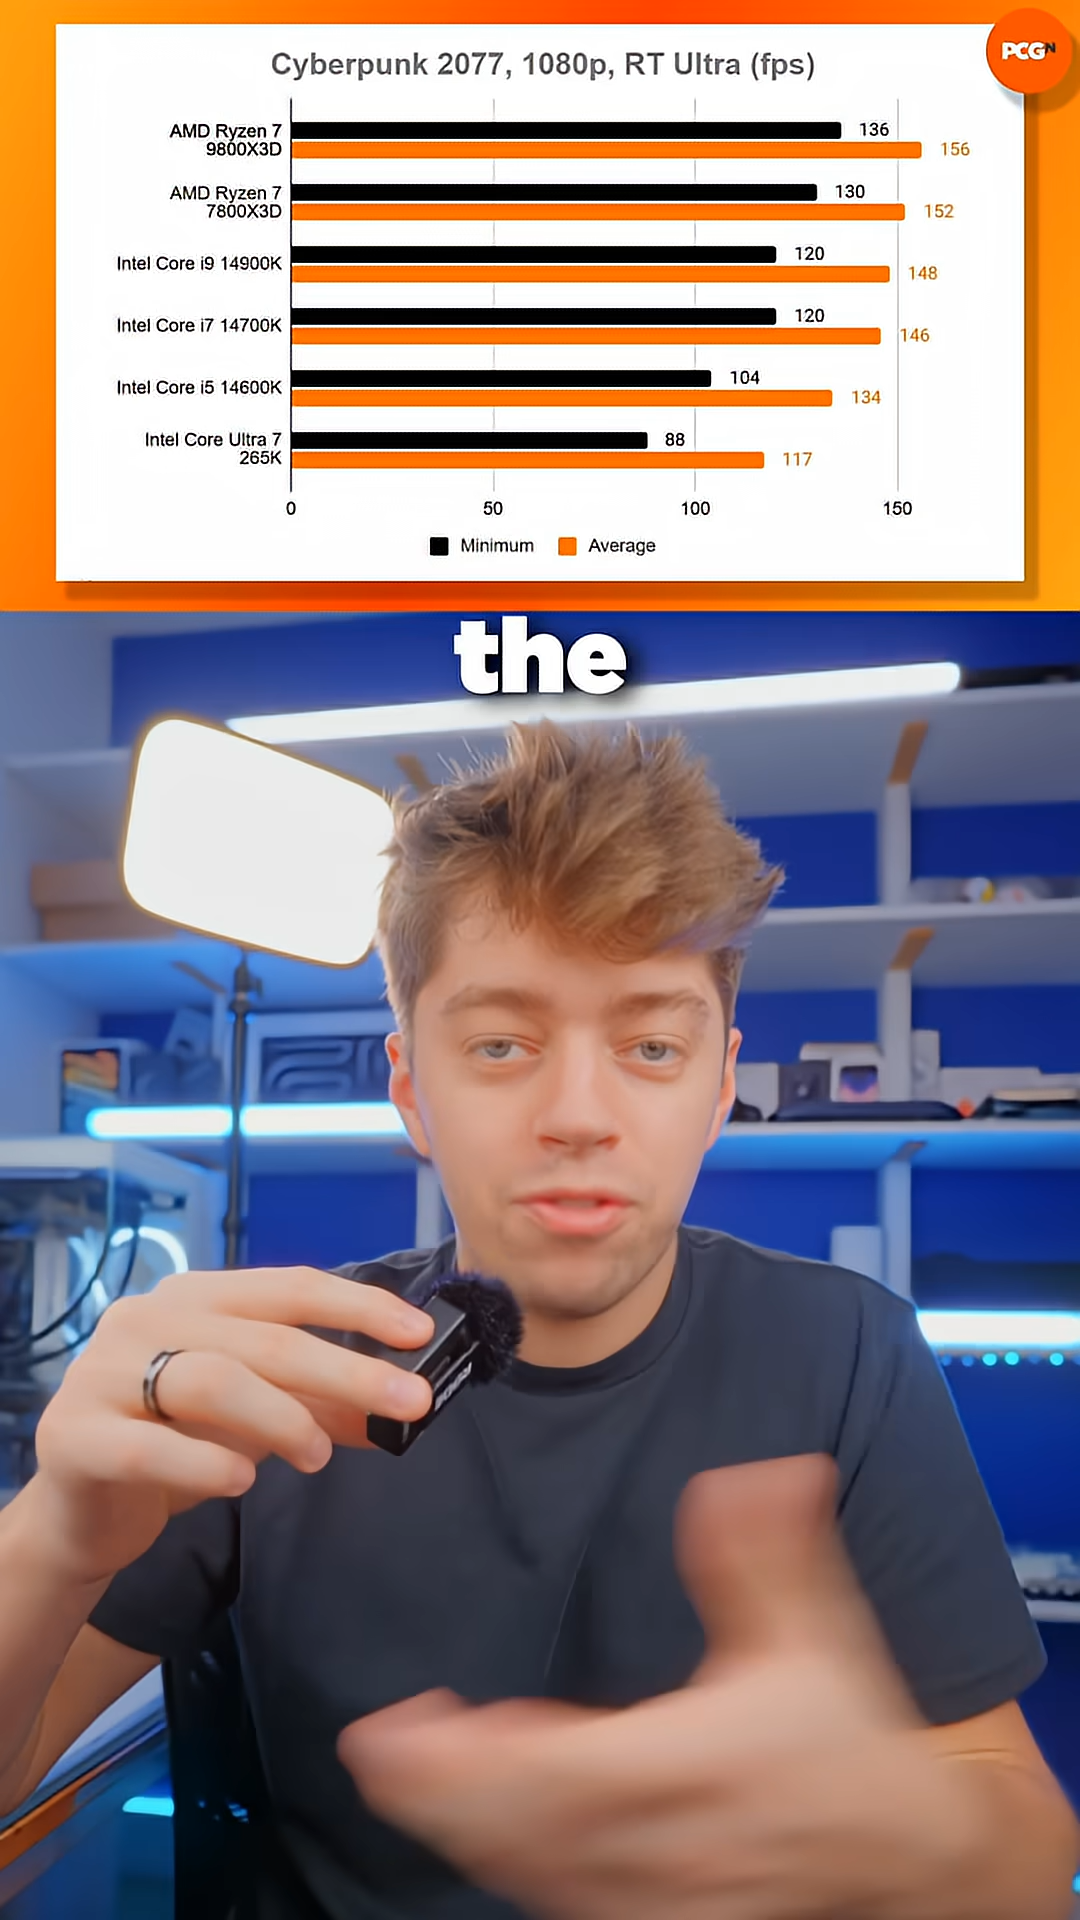 Cyberpunk 2077, 1080p, RT Ultra (fps)
PCGN
AMD Ryzen 7
9800X3D
136
156
AMD Ryzen 7
7800X3D
130
152
Intel Core i9 14900K
120
148
Intel Core i7 14700K
120
146
Intel Core i5 14600K
104
134
Intel Core Ultra 7
265K
88
117
0 50 100 150
Minimum Average
the
RØDE